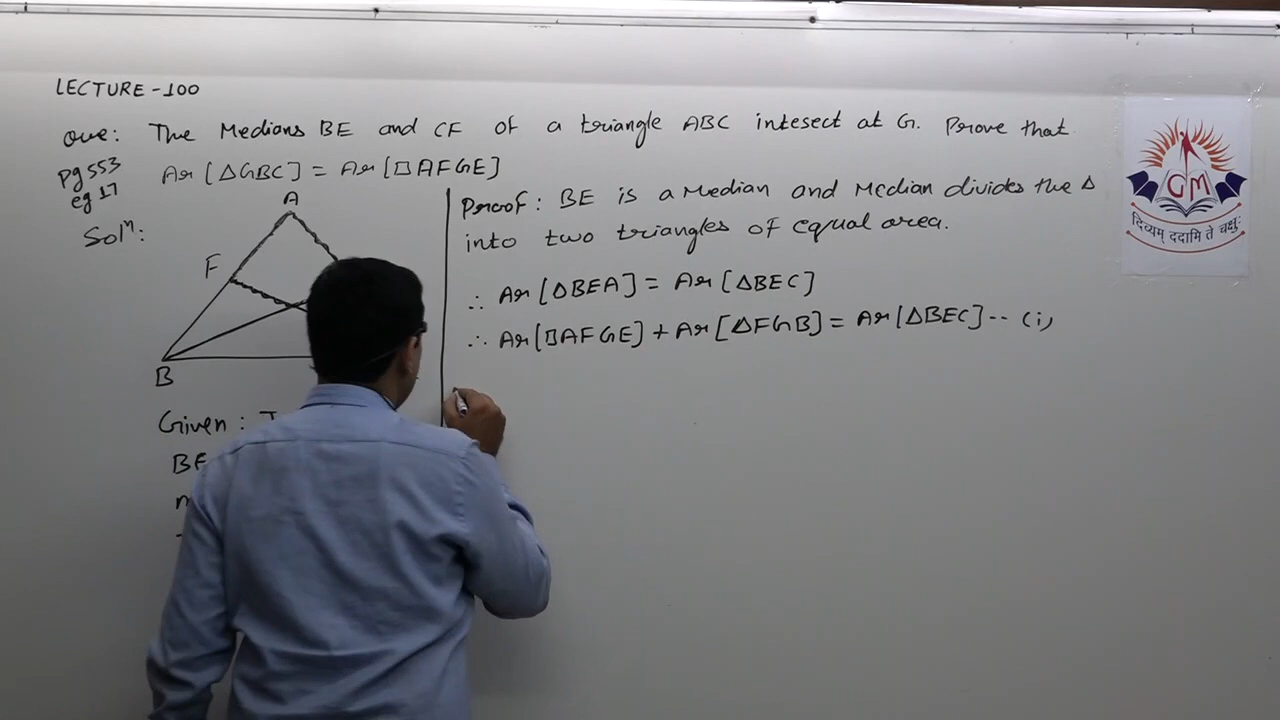 LECTURE - 100
Que: The Medians BE and CF of a triangle ABC intesect at G. Prove that
Pg 553
eg 17
Ar [ΔGBC] = Ar [□AFGE]
Solⁿ:
A
F
B
Given :
BE
Proof : BE is a Median and Median divides the Δ
into two triangles of equal area.
∴ Ar [ΔBEA] = Ar [ΔBEC]
∴ Ar [□AFGE] + Ar [ΔFGB] = Ar [ΔBEC] -- (i)
GM
दिव्यम् ददामि ते चक्षुः